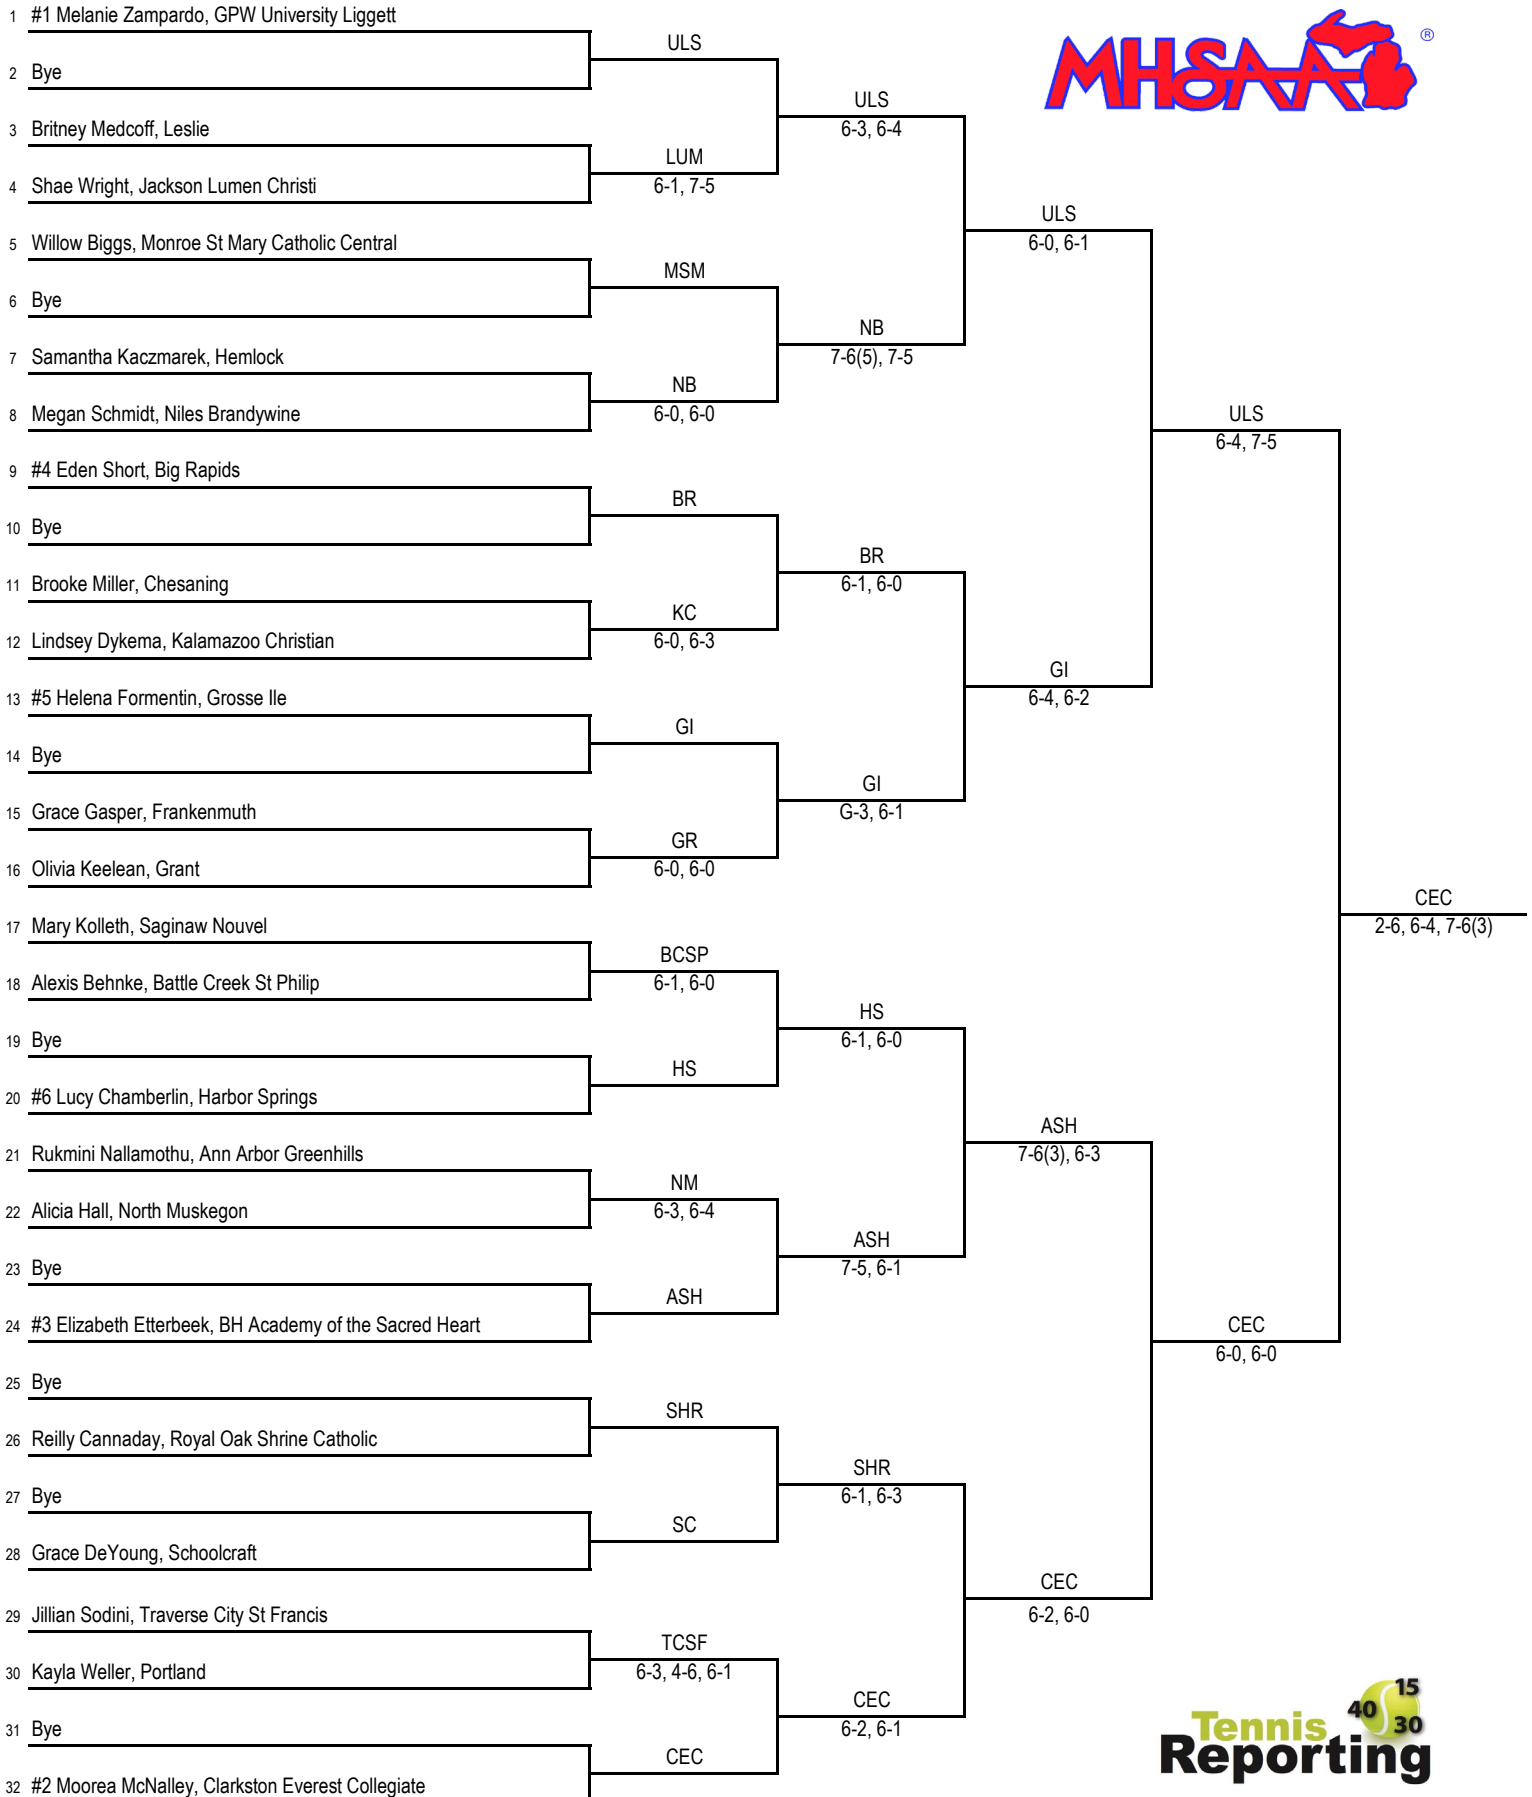 1 #1 Melanie Zampardo, GPW University Liggett
ULS
MHSAA ®
2 Bye
ULS
6-3, 6-4
3 Britney Medcoff, Leslie
LUM
6-1, 7-5
4 Shae Wright, Jackson Lumen Christi
ULS
6-0, 6-1
5 Willow Biggs, Monroe St Mary Catholic Central
MSM
6 Bye
NB
7-6(5), 7-5
7 Samantha Kaczmarek, Hemlock
NB
6-0, 6-0
8 Megan Schmidt, Niles Brandywine
ULS
6-4, 7-5
9 #4 Eden Short, Big Rapids
BR
10 Bye
BR
6-1, 6-0
11 Brooke Miller, Chesaning
KC
6-0, 6-3
12 Lindsey Dykema, Kalamazoo Christian
GI
6-4, 6-2
13 #5 Helena Formentin, Grosse Ile
GI
14 Bye
GI
G-3, 6-1
15 Grace Gasper, Frankenmuth
GR
6-0, 6-0
16 Olivia Keelean, Grant
CEC
2-6, 6-4, 7-6(3)
17 Mary Kolleth, Saginaw Nouvel
BCSP
6-1, 6-0
18 Alexis Behnke, Battle Creek St Philip
HS
6-1, 6-0
19 Bye
HS
20 #6 Lucy Chamberlin, Harbor Springs
ASH
7-6(3), 6-3
21 Rukmini Nallamothu, Ann Arbor Greenhills
NM
6-3, 6-4
22 Alicia Hall, North Muskegon
ASH
7-5, 6-1
23 Bye
ASH
24 #3 Elizabeth Etterbeek, BH Academy of the Sacred Heart
CEC
6-0, 6-0
25 Bye
SHR
26 Reilly Cannaday, Royal Oak Shrine Catholic
SHR
6-1, 6-3
27 Bye
SC
28 Grace DeYoung, Schoolcraft
CEC
6-2, 6-0
29 Jillian Sodini, Traverse City St Francis
TCSF
6-3, 4-6, 6-1
30 Kayla Weller, Portland
CEC
6-2, 6-1
31 Bye
CEC
32 #2 Moorea McNalley, Clarkston Everest Collegiate
15
40
30
Tennis
Reporting